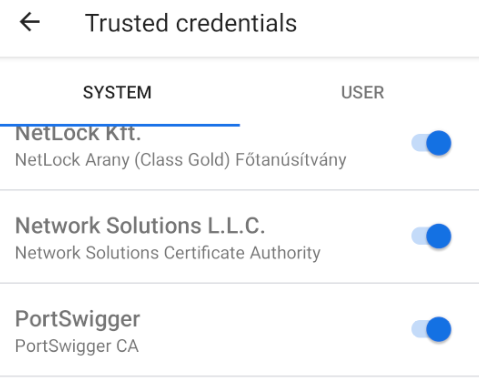 Trusted credentials
SYSTEM
USER
NetLock Kft.
NetLock Arany (Class Gold) Főtanúsítvány
Network Solutions L.L.C.
Network Solutions Certificate Authority
PortSwigger
PortSwigger CA